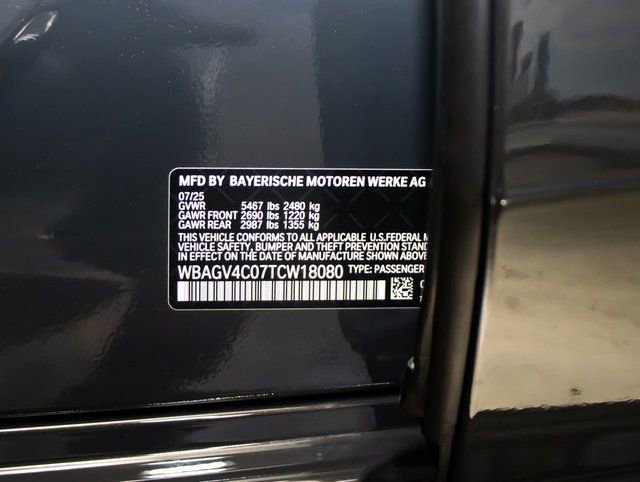 MFD BY BAYERISCHE MOTOREN WERKE AG
07/25
GVWR 5467 lbs 2480 kg
GAWR FRONT 2690 lbs 1220 kg
GAWR REAR 2987 lbs 1355 kg
THIS VEHICLE CONFORMS TO ALL APPLICABLE U.S.FEDERAL M
VEHICLE SAFETY, BUMPER AND THEFT PREVENTION STAND
IN EFFECT ON THE DATE OF MANUFACTURE SHOWN ABOVE
WBAGV4C07TCW18080 TYPE: PASSENGER